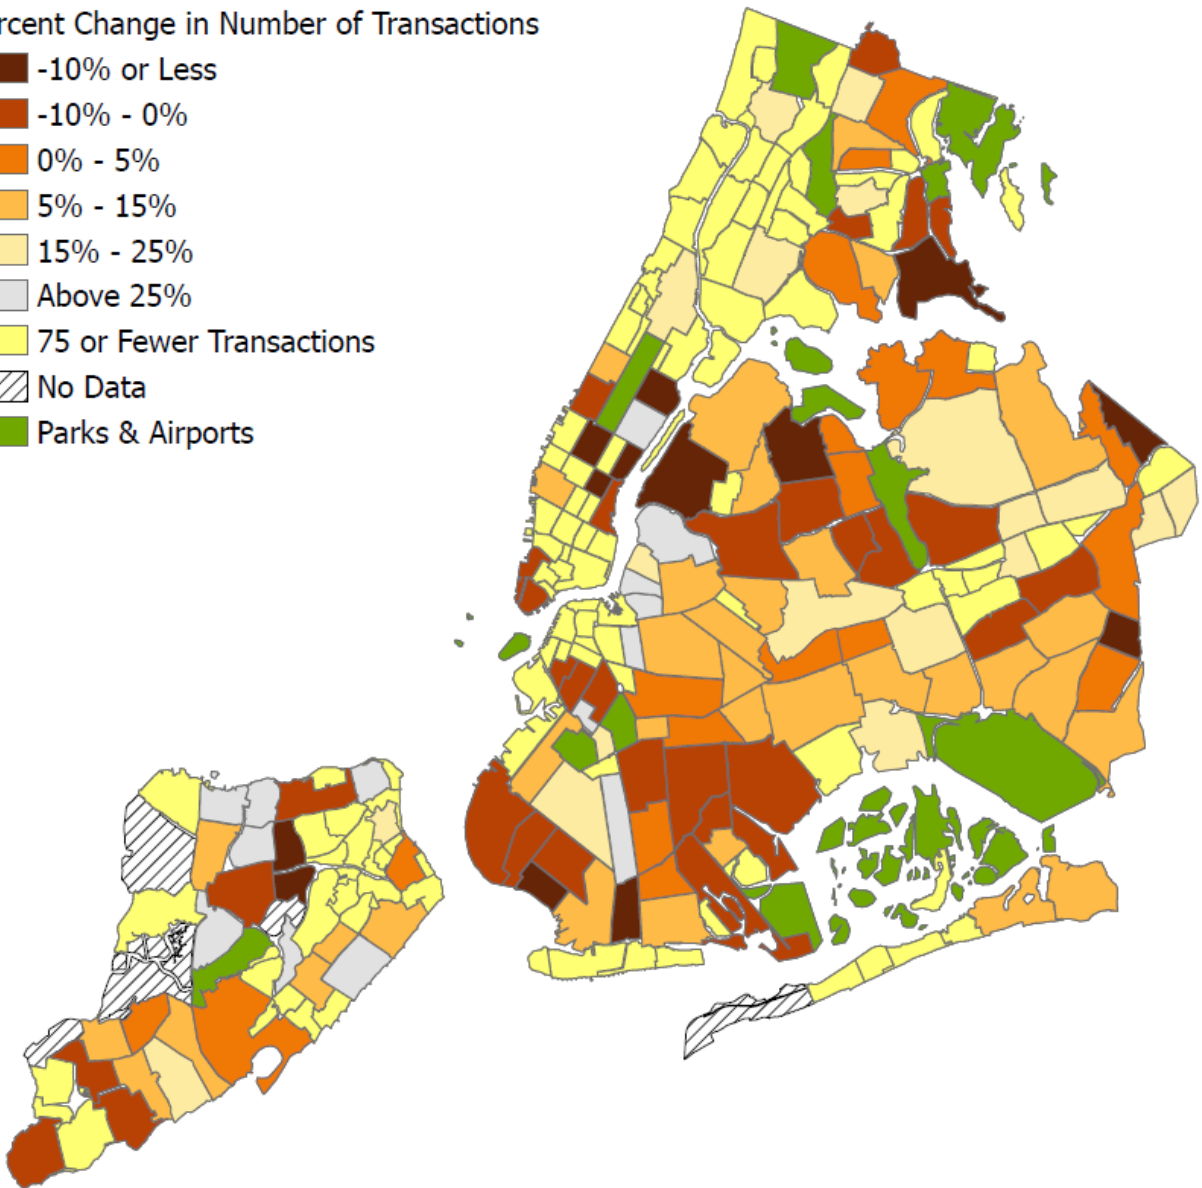 rcent Change in Number of Transactions
-10% or Less
-10% - 0%
0% - 5%
5% - 15%
15% - 25%
Above 25%
75 or Fewer Transactions
No Data
Parks & Airports